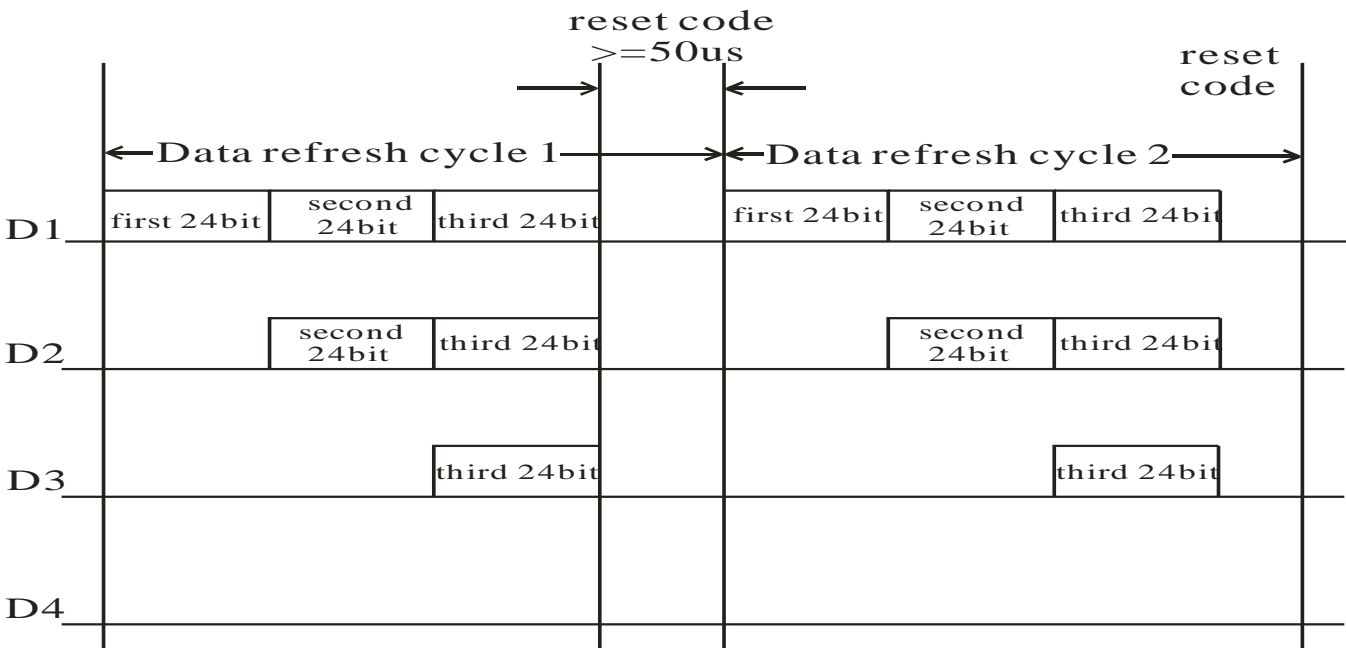 reset code
>=50us
reset
code
Data refresh cycle 1
Data refresh cycle 2
D1
first 24bit
second
24bit
third 24bit
first 24bit
second
24bit
third 24bit
D2
second
24bit
third 24bit
second
24bit
third 24bit
D3
third 24bit
third 24bit
D4